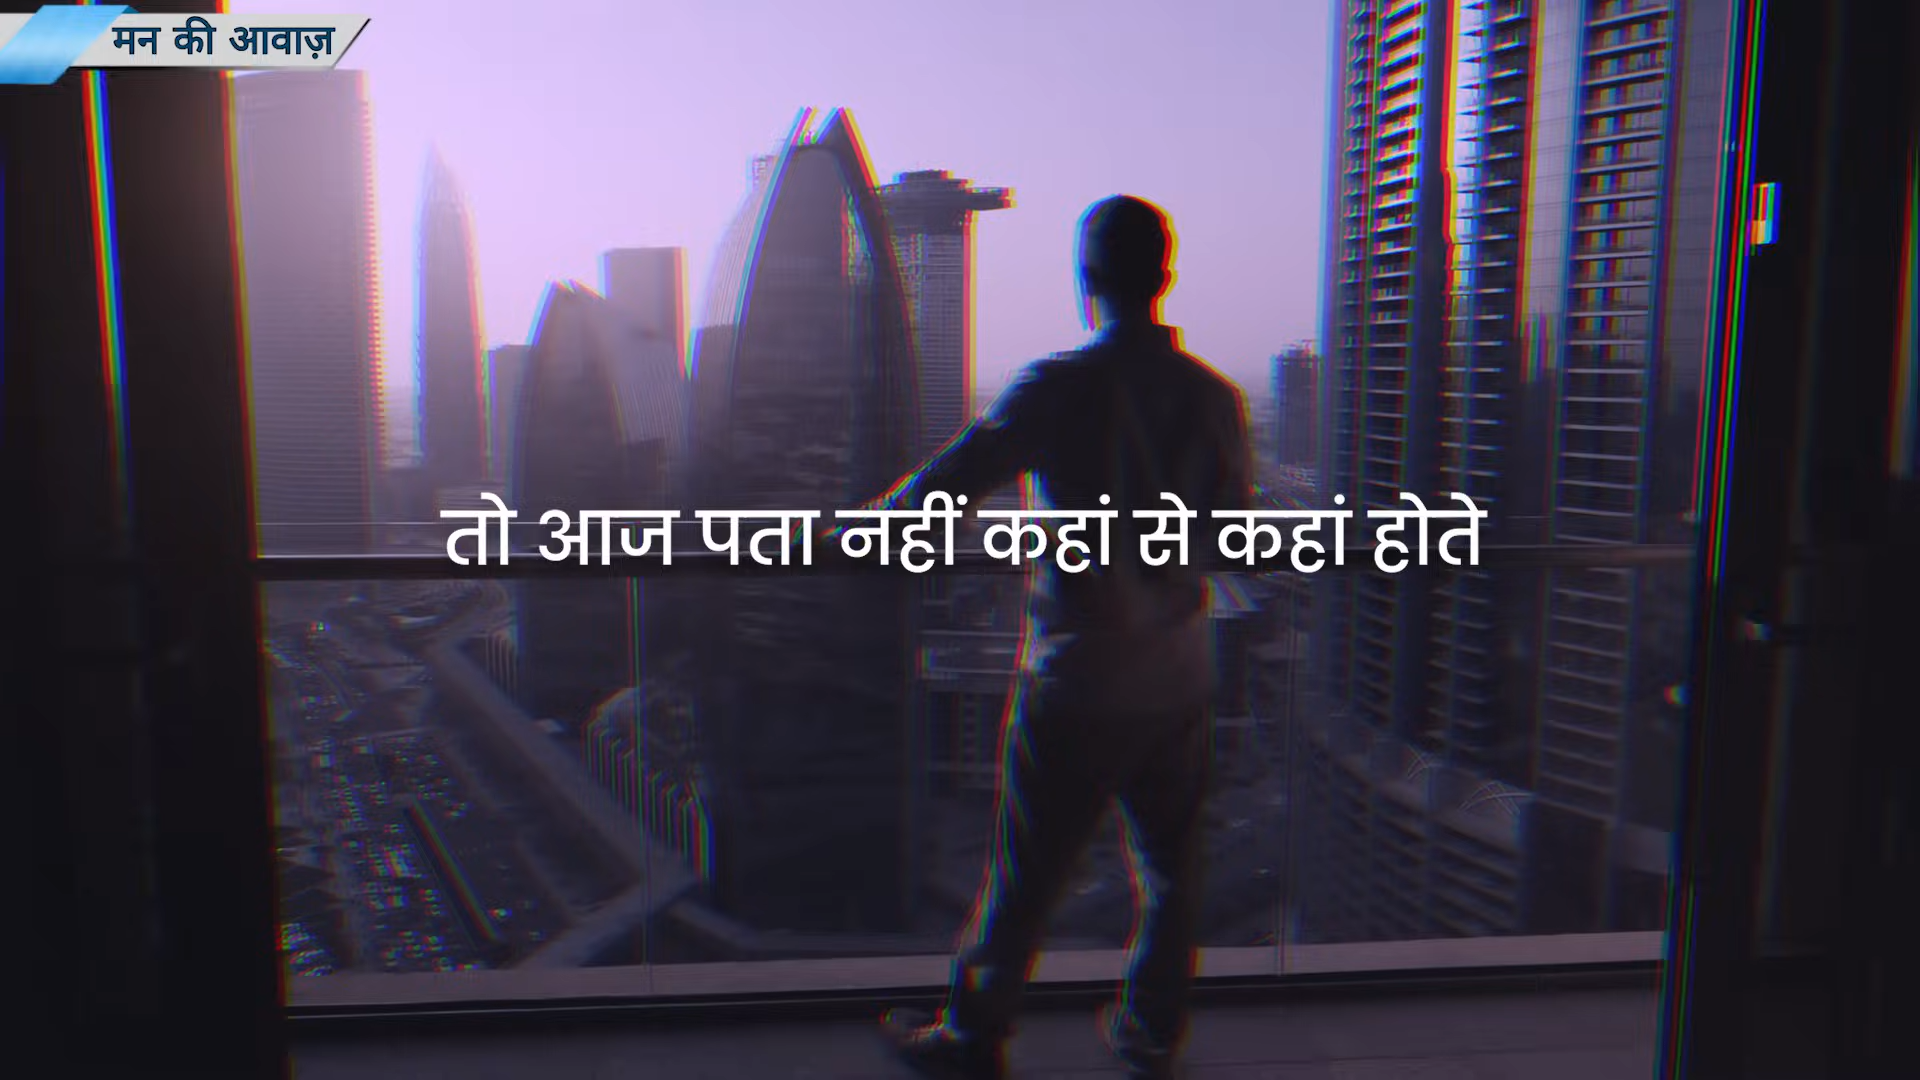 मन की आवाज़
तो आज पता नहीं कहां से कहां होते